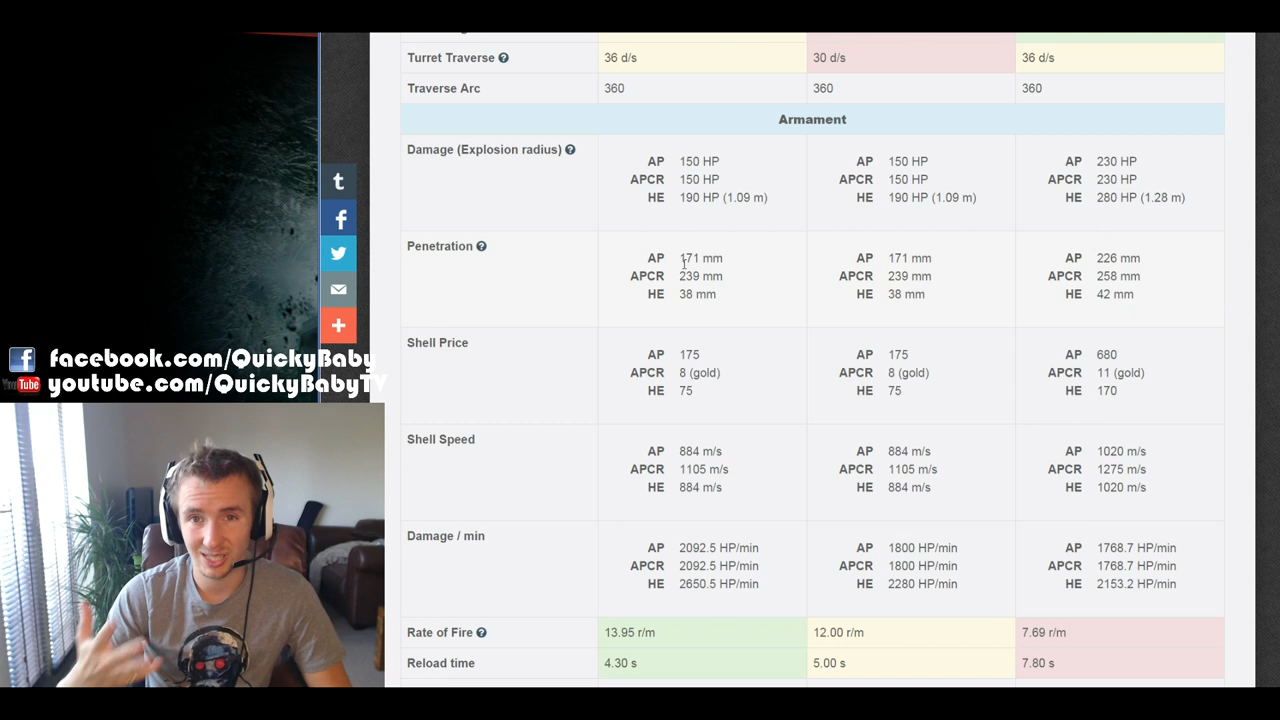 Turret Traverse 36 d/s 30 d/s 36 d/s
Traverse Arc 360 360 360
Armament
Damage (Explosion radius) AP 150 HP AP 150 HP AP 230 HP
APCR 150 HP APCR 150 HP APCR 230 HP
HE 190 HP (1.09 m) HE 190 HP (1.09 m) HE 280 HP (1.28 m)
Penetration AP 171 mm AP 171 mm AP 226 mm
APCR 239 mm APCR 239 mm APCR 258 mm
HE 38 mm HE 38 mm HE 42 mm
Shell Price AP 175 AP 175 AP 680
APCR 8 (gold) APCR 8 (gold) APCR 11 (gold)
HE 75 HE 75 HE 170
Shell Speed AP 884 m/s AP 884 m/s AP 1020 m/s
APCR 1105 m/s APCR 1105 m/s APCR 1275 m/s
HE 884 m/s HE 884 m/s HE 1020 m/s
Damage / min AP 2092.5 HP/min AP 1800 HP/min AP 1768.7 HP/min
APCR 2092.5 HP/min APCR 1800 HP/min APCR 1768.7 HP/min
HE 2650.5 HP/min HE 2280 HP/min HE 2153.2 HP/min
Rate of Fire 13.95 r/m 12.00 r/m 7.69 r/m
Reload time 4.30 s 5.00 s 7.80 s
facebook.com/QuickyBaby
YouTube youtube.com/QuickyBabyTV